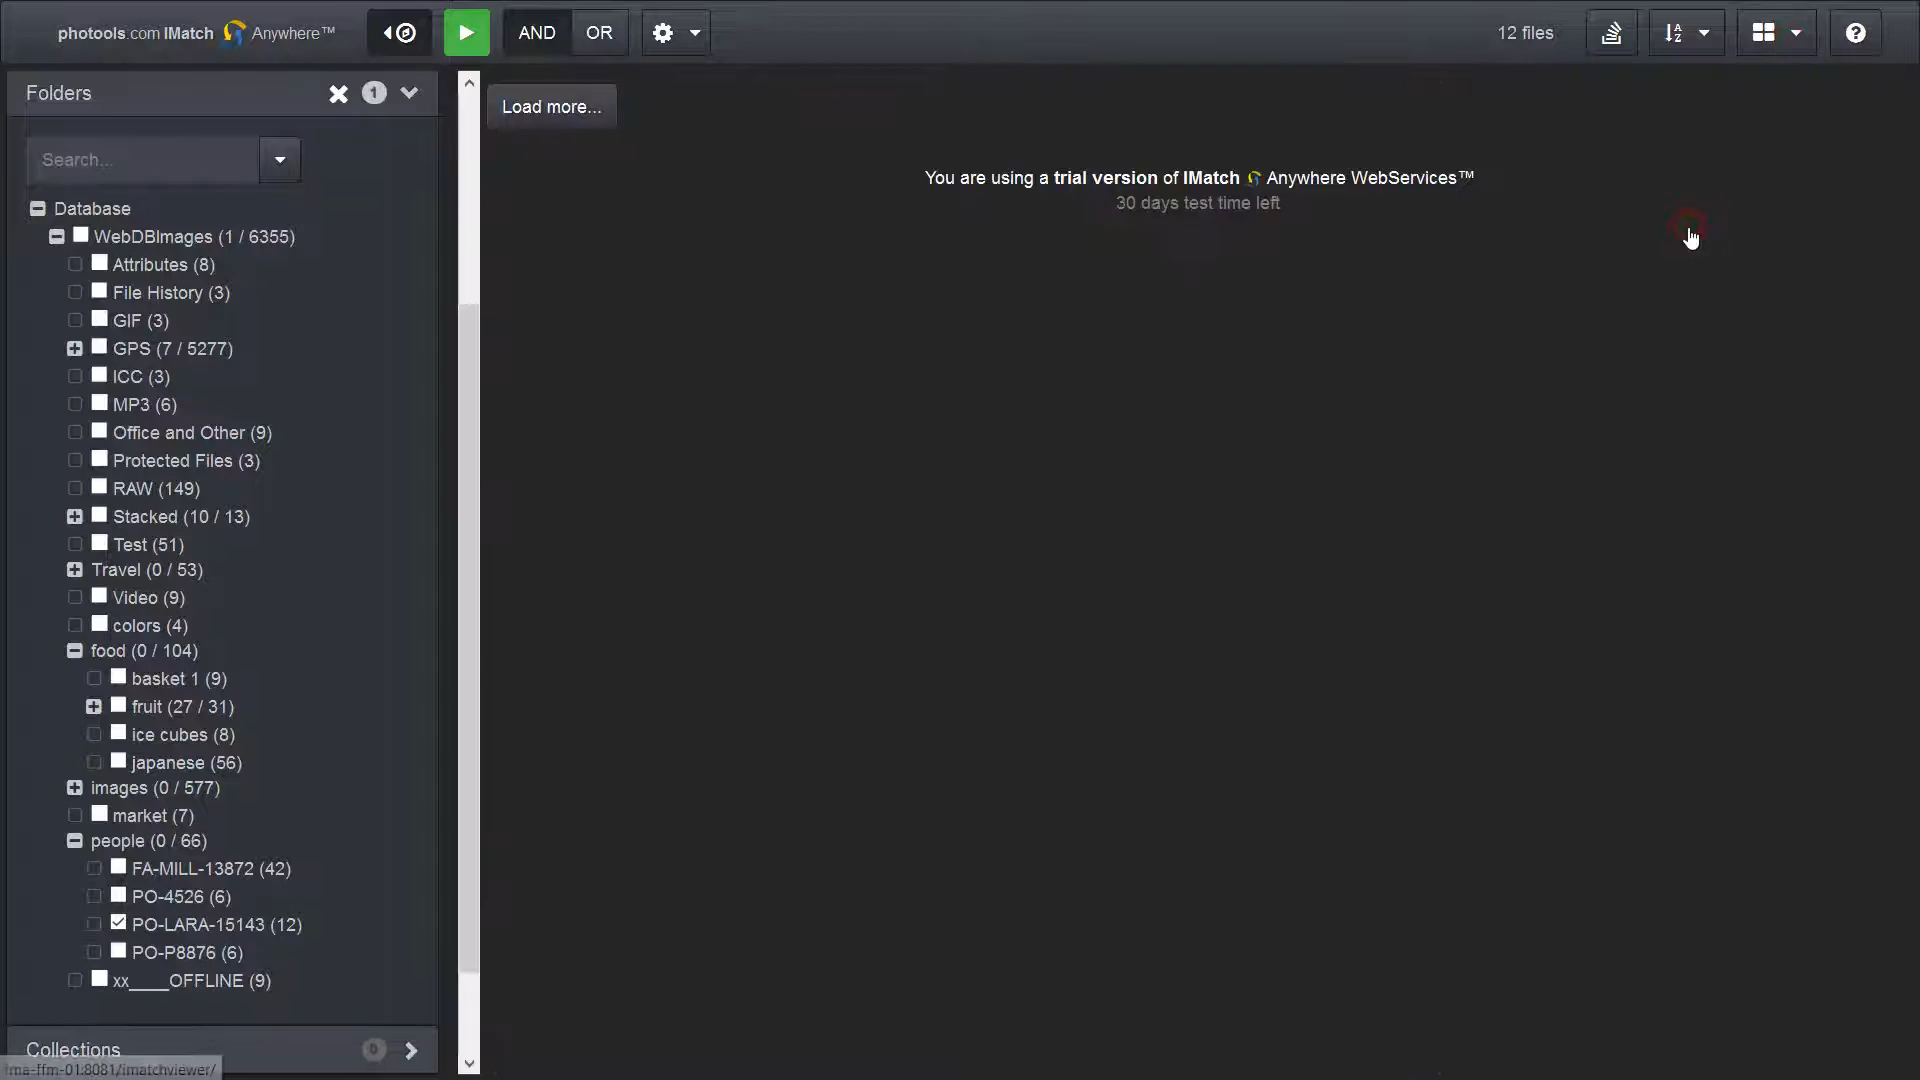 photools.com IMatch Anywhere™
AND
OR
12 files
Folders
1
Search...
Database
WebDBImages (1 / 6355)
Attributes (8)
File History (3)
GIF (3)
GPS (7 / 5277)
ICC (3)
MP3 (6)
Office and Other (9)
Protected Files (3)
RAW (149)
Stacked (10 / 13)
Test (51)
Travel (0 / 53)
Video (9)
colors (4)
food (0 / 104)
basket 1 (9)
fruit (27 / 31)
ice cubes (8)
japanese (56)
images (0 / 577)
market (7)
people (0 / 66)
FA-MILL-13872 (42)
PO-4526 (6)
PO-LARA-15143 (12)
PO-P8876 (6)
xx____OFFLINE (9)
Collections
0
ima-ffm-01:8081/imatchviewer/
Load more...
You are using a trial version of IMatch Anywhere WebServices™
30 days test time left